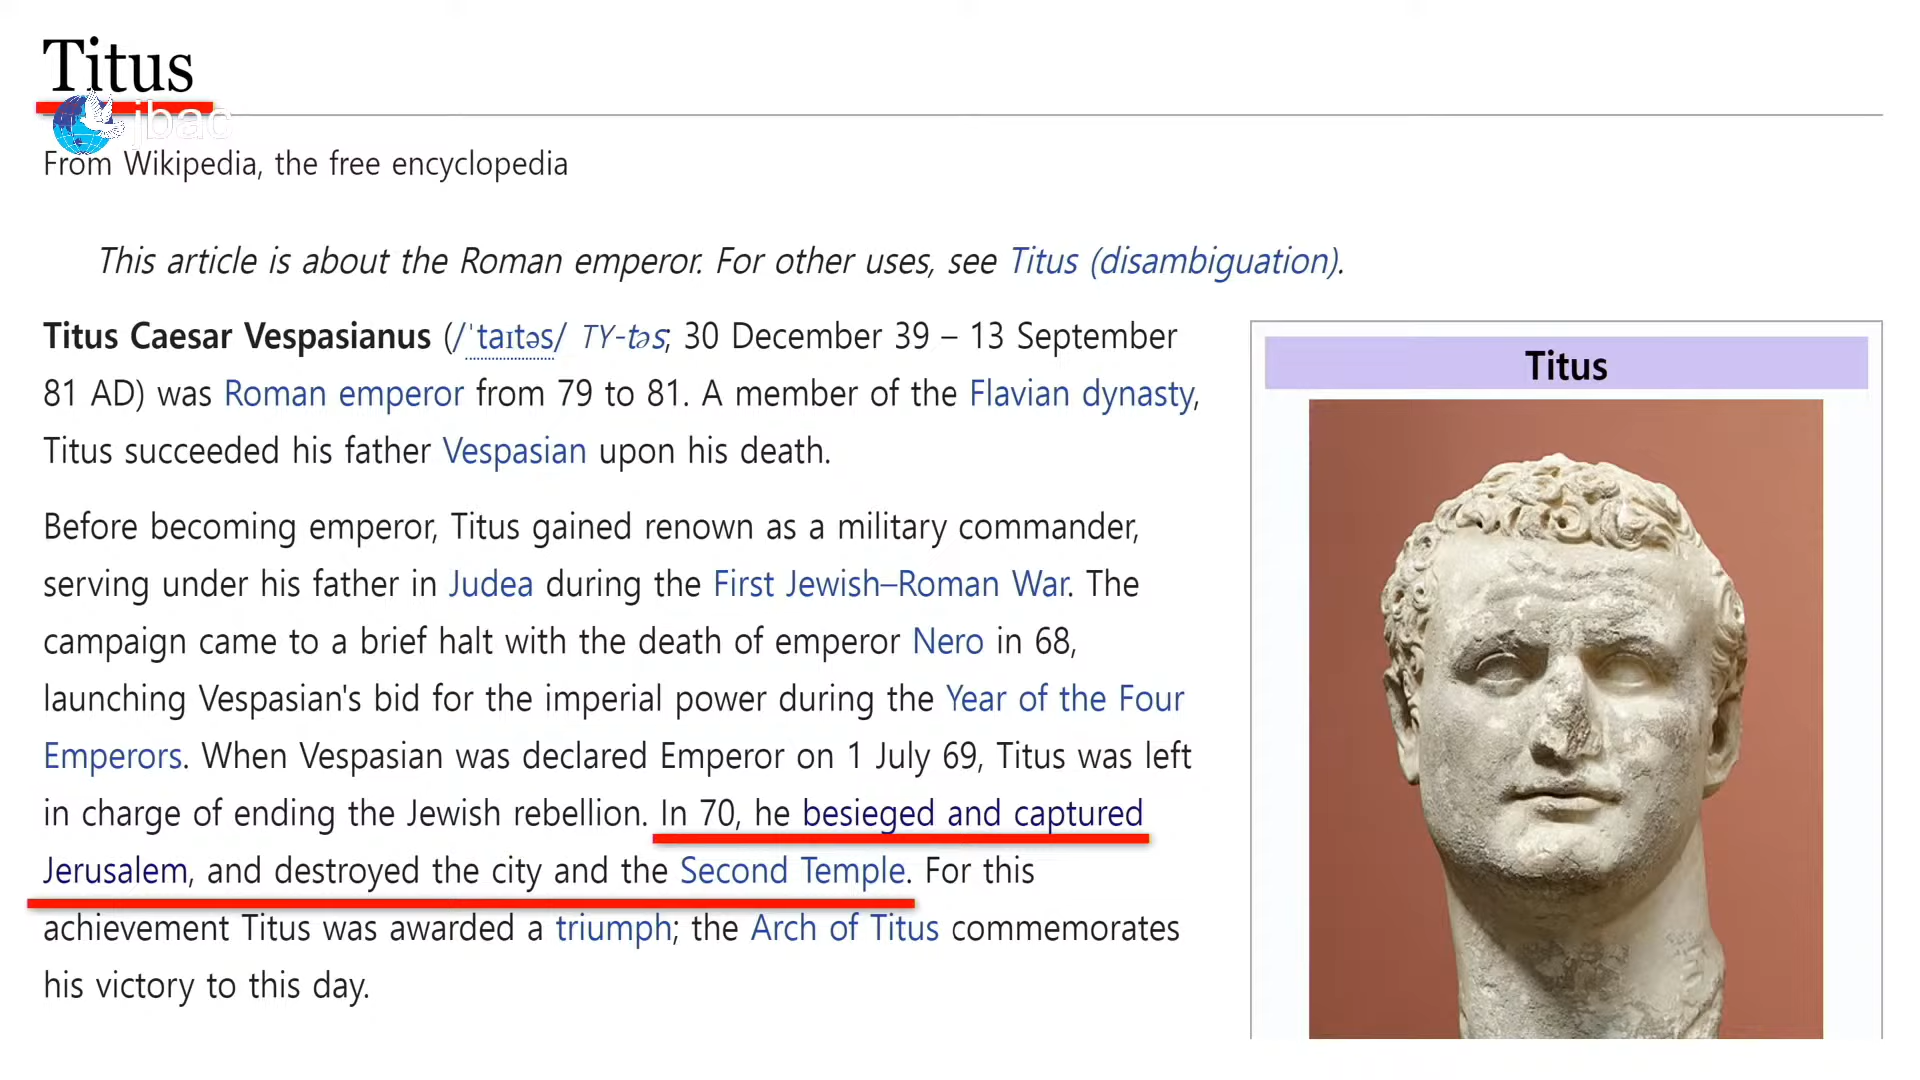 Titus
jbac
From Wikipedia, the free encyclopedia
This article is about the Roman emperor. For other uses, see Titus (disambiguation).
Titus Caesar Vespasianus (/ˈtaɪtəs/ TY-təs; 30 December 39 – 13 September
81 AD) was Roman emperor from 79 to 81. A member of the Flavian dynasty,
Titus succeeded his father Vespasian upon his death.
Before becoming emperor, Titus gained renown as a military commander,
serving under his father in Judea during the First Jewish–Roman War. The
campaign came to a brief halt with the death of emperor Nero in 68,
launching Vespasian's bid for the imperial power during the Year of the Four
Emperors. When Vespasian was declared Emperor on 1 July 69, Titus was left
in charge of ending the Jewish rebellion. In 70, he besieged and captured
Jerusalem, and destroyed the city and the Second Temple. For this
achievement Titus was awarded a triumph; the Arch of Titus commemorates
his victory to this day.
Titus